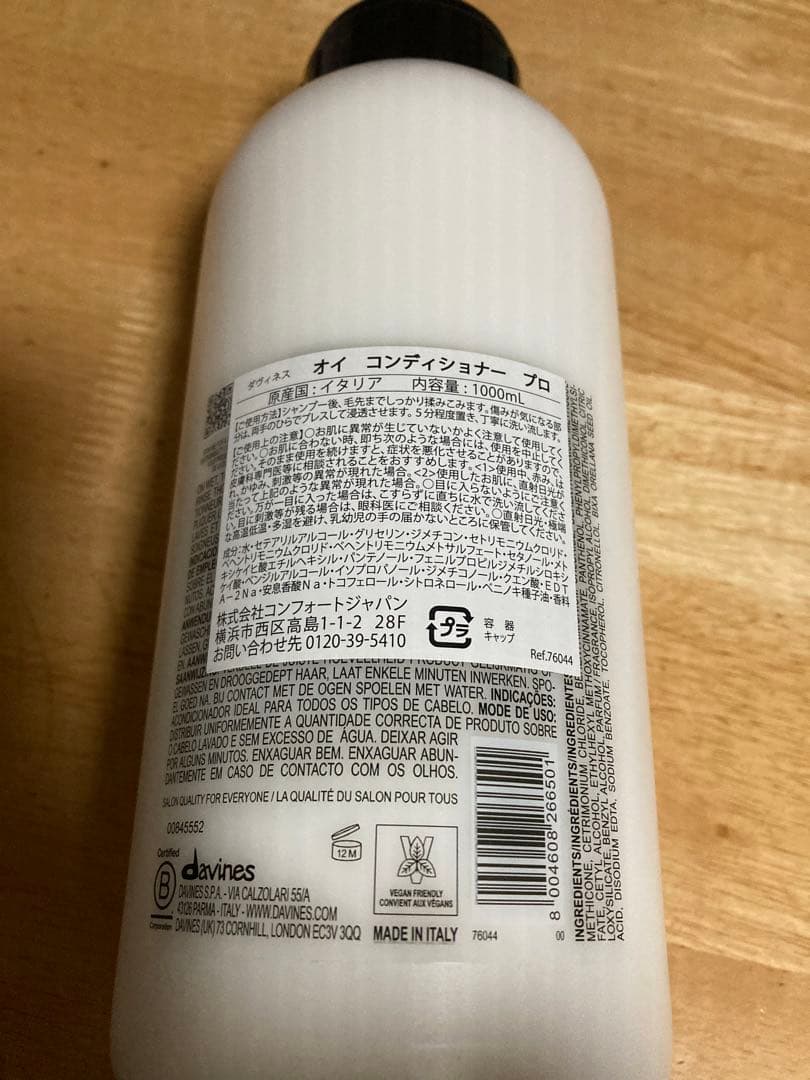 ダヴィネス オイ コンディショナー プロ
原産国：イタリア 内容量：1000mL
【ご使用方法】シャンプー後、毛先までしっかり揉みこみます。傷みが気になる部
分は、両手のひらでプレスして浸透させます。5分程度置き、丁寧に洗い流します。
【ご使用上の注意】〇お肌に異常が生じていないかよく注意して使用してく
ださい。〇お肌に合わない時、即ち次のような場合には、使用を中止してく
ださい。そのまま使用を続けますと、症状を悪化させることがありますので、
皮膚科専門医等に相談されることをおすすめします。<1>使用中、赤み、は
れ、かゆみ、刺激等の異常が現れた場合。<2>使用したお肌に、直射日光が
当たって上記のような異常が現れた場合。〇目に入らないようにご注意くだ
さい。万が一目に入った場合は、こすらずに直ちに水で洗い流してくださ
い。目に刺激等が残る場合は、眼科医にご相談ください。〇直射日光・極端
な高温低温・多湿を避け、乳幼児の手の届かないところに保管してください。
成分：水・セテアリルアルコール・グリセリン・ジメチコン・セトリモニウムクロリド・
ベヘントリモニウムクロリド・ベヘントリモニウムメトサルフェート・セタノール・メト
キシケイヒ酸エチルヘキシル・パンテノール・フェニルプロピルジメチルシロキシ
ケイ酸・ベンジルアルコール・イソプロパノール・ジメチコノール・クエン酸・EDT
A－2Na・安息香酸Na・トコフェロール・シトロネロール・ベニノキ種子油・香料
株式会社コンフォートジャパン
横浜市西区高島1-1-2 28F
お問い合わせ先 0120-39-5410
プラ
容器
キャップ
Ref.76044
GEWASSEN EN DROOGGEDEPT HAAR, LAAT ENKELE MINUTEN INWERKEN. SPO-
EL GOED NA. BIJ CONTACT MET DE OGEN SPOELEN MET WATER. INDICAÇÕES:
ACONDICIONADOR IDEAL PARA TODOS OS TIPOS DE CABELO. MODE DE USO:
DISTRIBUIR UNIFORMEMENTE A QUANTIDADE CORRECTA DE PRODUTO SOBRE
O CABELO LAVADO E SEM EXCESSO DE ÁGUA. DEIXAR AGIR
POR ALGUNS MINUTOS. ENXAGUAR BEM. ENXAGUAR ABUN-
DANTEMENTE EM CASO DE CONTACTO COM OS OLHOS.
SALON QUALITY FOR EVERYONE / LA QUALITÉ DU SALON POUR TOUS
00845552
12 M
Certified
B
Corporation
davines
DAVINES S.P.A. - VIA CALZOLARI 55/A
43126 PARMA - ITALY - WWW.DAVINES.COM
DAVINES (UK) 73 CORNHILL, LONDON EC3V 3QQ
VEGAN FRIENDLY
CONVIENT AUX VÉGANS
MADE IN ITALY
76044
00
8 004608 266501
INGREDIENTS/INGRÉDIENTS/INGREDIENTES